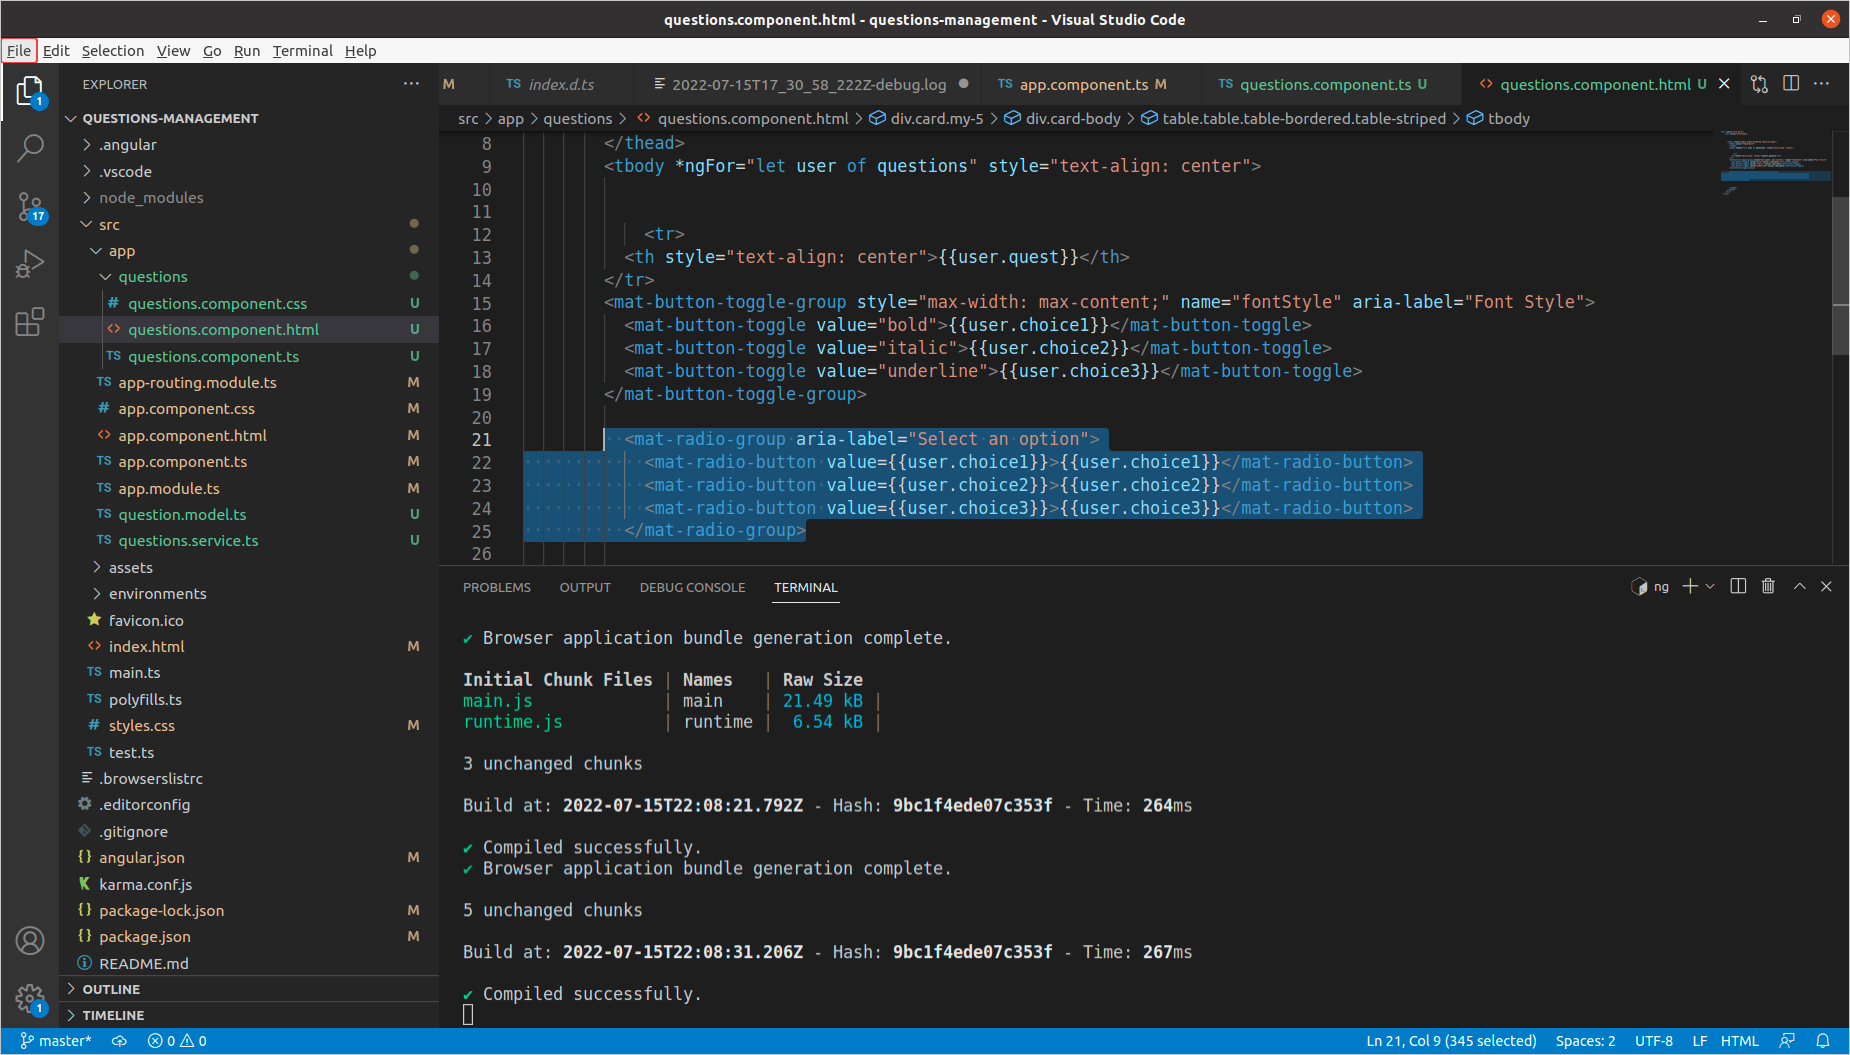 questions.component.html - questions-management - Visual Studio Code
File Edit Selection View Go Run Terminal Help
EXPLORER
QUESTIONS-MANAGEMENT
.angular
.vscode
node_modules
src
app
questions
# questions.component.css U
<> questions.component.html U
TS questions.component.ts U
TS app-routing.module.ts M
# app.component.css M
<> app.component.html M
TS app.component.ts M
TS app.module.ts M
TS question.model.ts U
TS questions.service.ts U
assets
environments
favicon.ico
<> index.html M
TS main.ts
TS polyfills.ts
# styles.css M
TS test.ts
.browserslistrc
.editorconfig
.gitignore
{} angular.json M
K karma.conf.js
{} package-lock.json M
{} package.json M
README.md
OUTLINE
TIMELINE
1
17
1
M TS index.d.ts 2022-07-15T17_30_58_222Z-debug.log ● TS app.component.ts M TS questions.component.ts U <> questions.component.html U
src > app > questions > <> questions.component.html > div.card.my-5 > div.card-body > table.table.table-bordered.table-striped > tbody
8 </thead>
9 <tbody *ngFor="let user of questions" style="text-align: center">
10
11
12 <tr>
13 <th style="text-align: center">{{user.quest}}</th>
14 </tr>
15 <mat-button-toggle-group style="max-width: max-content;" name="fontStyle" aria-label="Font Style">
16 <mat-button-toggle value="bold">{{user.choice1}}</mat-button-toggle>
17 <mat-button-toggle value="italic">{{user.choice2}}</mat-button-toggle>
18 <mat-button-toggle value="underline">{{user.choice3}}</mat-button-toggle>
19 </mat-button-toggle-group>
20
21 <mat-radio-group aria-label="Select an option">
22 <mat-radio-button value={{user.choice1}}>{{user.choice1}}</mat-radio-button>
23 <mat-radio-button value={{user.choice2}}>{{user.choice2}}</mat-radio-button>
24 <mat-radio-button value={{user.choice3}}>{{user.choice3}}</mat-radio-button>
25 </mat-radio-group>
26
PROBLEMS OUTPUT DEBUG CONSOLE TERMINAL
ng
✔ Browser application bundle generation complete.
Initial Chunk Files | Names | Raw Size
main.js | main | 21.49 kB |
runtime.js | runtime | 6.54 kB |
3 unchanged chunks
Build at: 2022-07-15T22:08:21.792Z - Hash: 9bc1f4ede07c353f - Time: 264ms
✔ Compiled successfully.
✔ Browser application bundle generation complete.
5 unchanged chunks
Build at: 2022-07-15T22:08:31.206Z - Hash: 9bc1f4ede07c353f - Time: 267ms
✔ Compiled successfully.
master* 0 0 Ln 21, Col 9 (345 selected) Spaces: 2 UTF-8 LF HTML